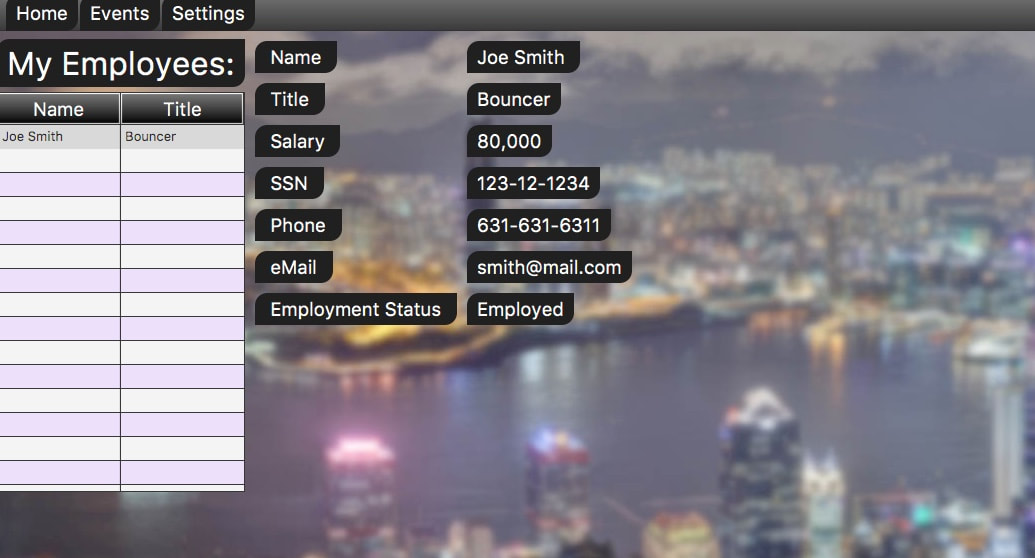 Home Events Settings
My Employees:
Name Title
Joe Smith Bouncer
Name Joe Smith
Title Bouncer
Salary 80,000
SSN 123-12-1234
Phone 631-631-6311
eMail smith@mail.com
Employment Status Employed